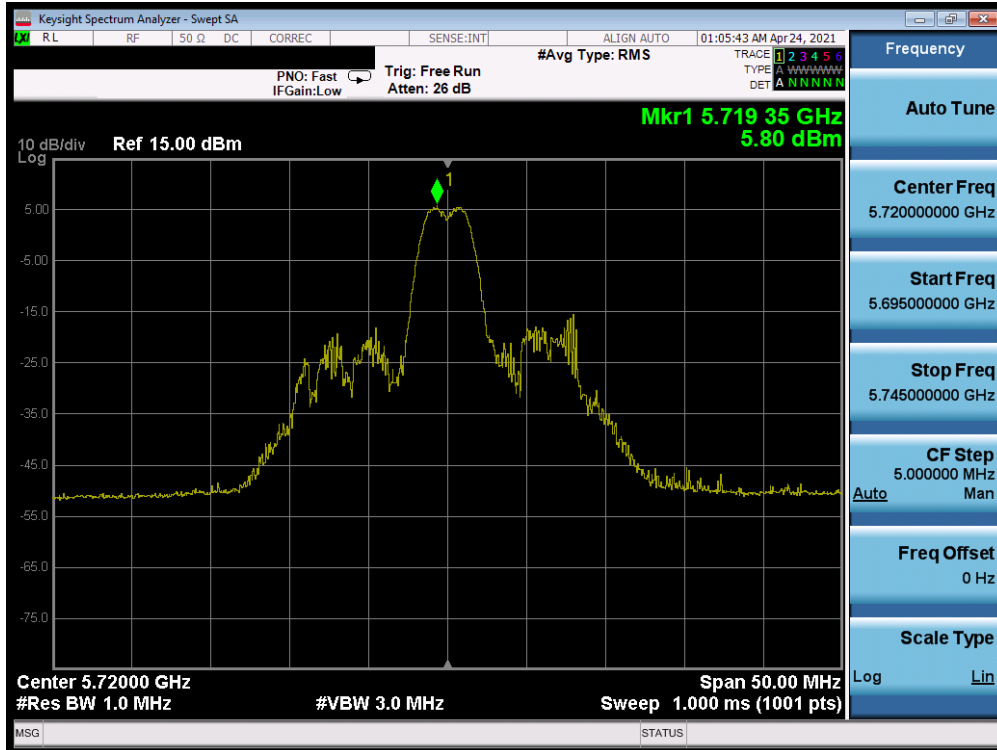 Keysight Spectrum Analyzer - Swept SA
LXI RL RF 50 Ω DC CORREC SENSE:INT ALIGN AUTO 01:05:43 AM Apr 24, 2021
#Avg Type: RMS
TRACE 1 2 3 4 5 6
TYPE A WWWWW
DET A N N N N N
PNO: Fast
IFGain:Low
Trig: Free Run
Atten: 26 dB
Mkr1 5.719 35 GHz
5.80 dBm
10 dB/div
Log
Ref 15.00 dBm
1
5.00
-5.00
-15.0
-25.0
-35.0
-45.0
-55.0
-65.0
-75.0
Center 5.72000 GHz
#Res BW 1.0 MHz
#VBW 3.0 MHz
Span 50.00 MHz
Sweep 1.000 ms (1001 pts)
MSG
STATUS
Frequency
Auto Tune
Center Freq
5.720000000 GHz
Start Freq
5.695000000 GHz
Stop Freq
5.745000000 GHz
CF Step
5.000000 MHz
Auto Man
Freq Offset
0 Hz
Scale Type
Log Lin